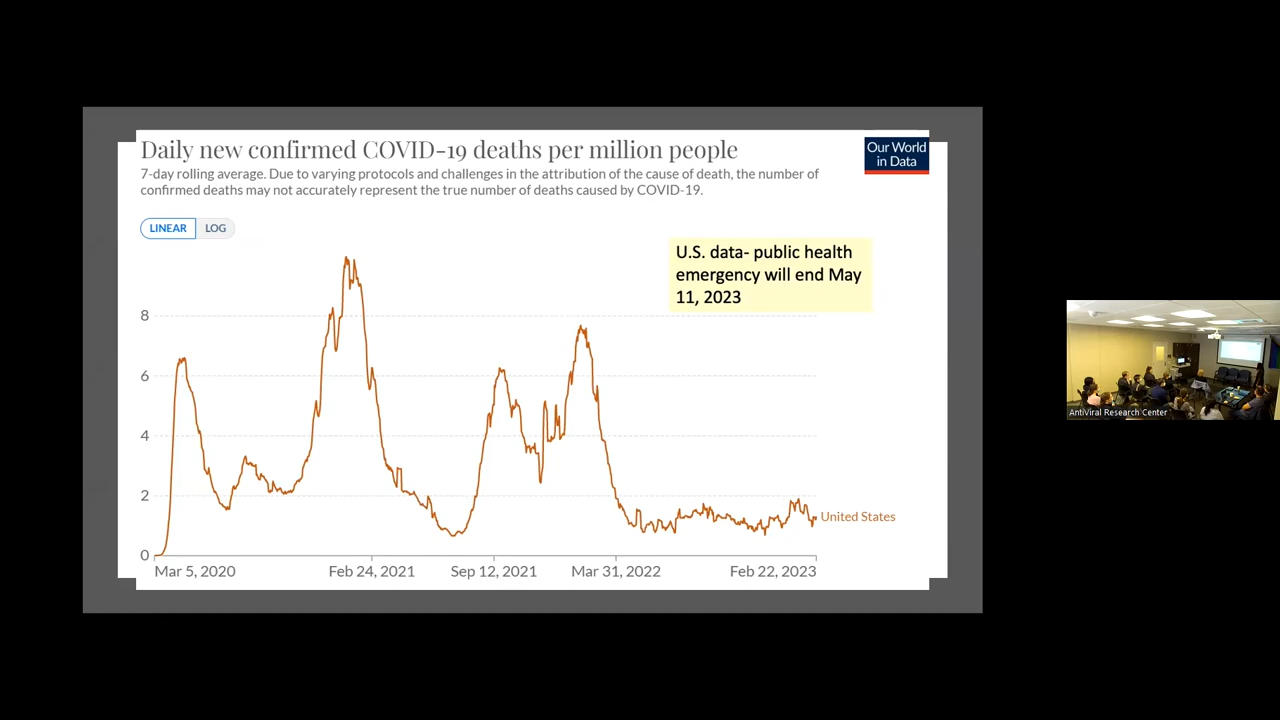 Daily new confirmed COVID-19 deaths per million people
7-day rolling average. Due to varying protocols and challenges in the attribution of the cause of death, the number of
confirmed deaths may not accurately represent the true number of deaths caused by COVID-19.
Our World
in Data
LINEAR LOG
U.S. data- public health
emergency will end May
11, 2023
8
6
4
2
0
United States
Mar 5, 2020 Feb 24, 2021 Sep 12, 2021 Mar 31, 2022 Feb 22, 2023
AntiViral Research Center